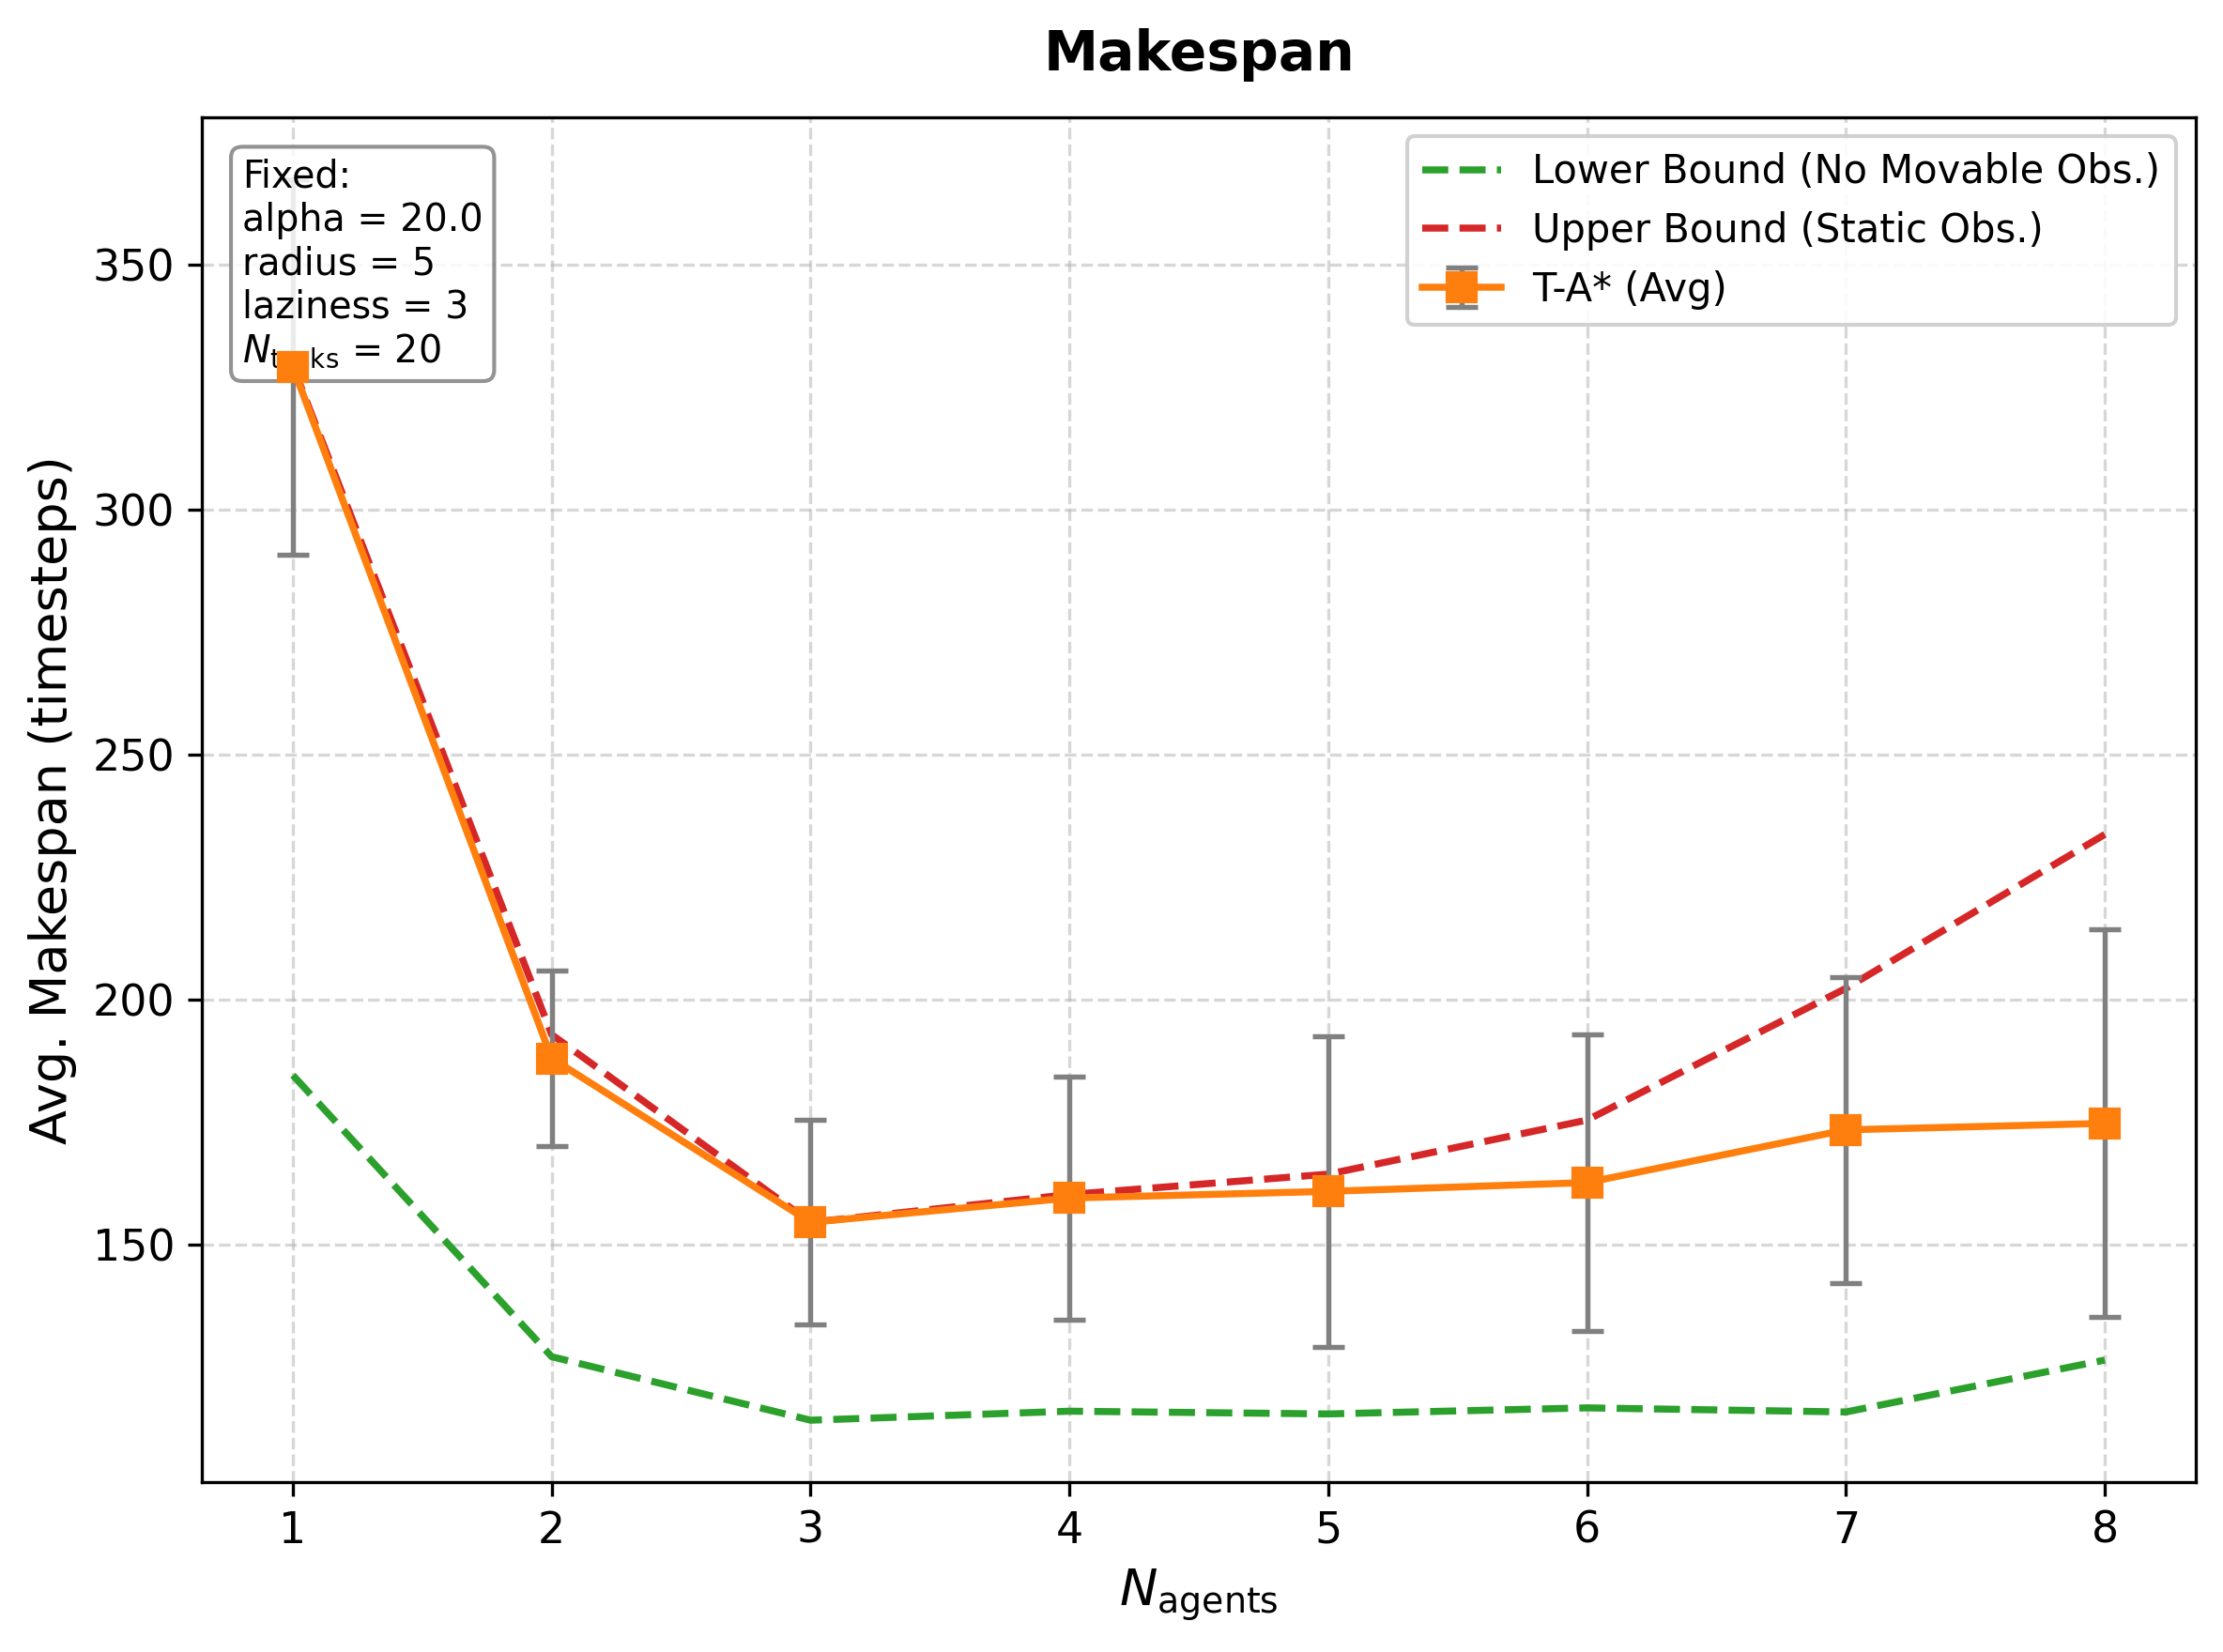 Makespan
Fixed:
alpha = 20.0
radius = 5
laziness = 3
= 20
Lower Bound (No Movable Obs.)
Upper Bound (Static Obs.)
T-A* (Avg)
Avg. Makespan (timesteps)
350
300
250
200
150
1 2 3 4 5 6 7 8
N_agents